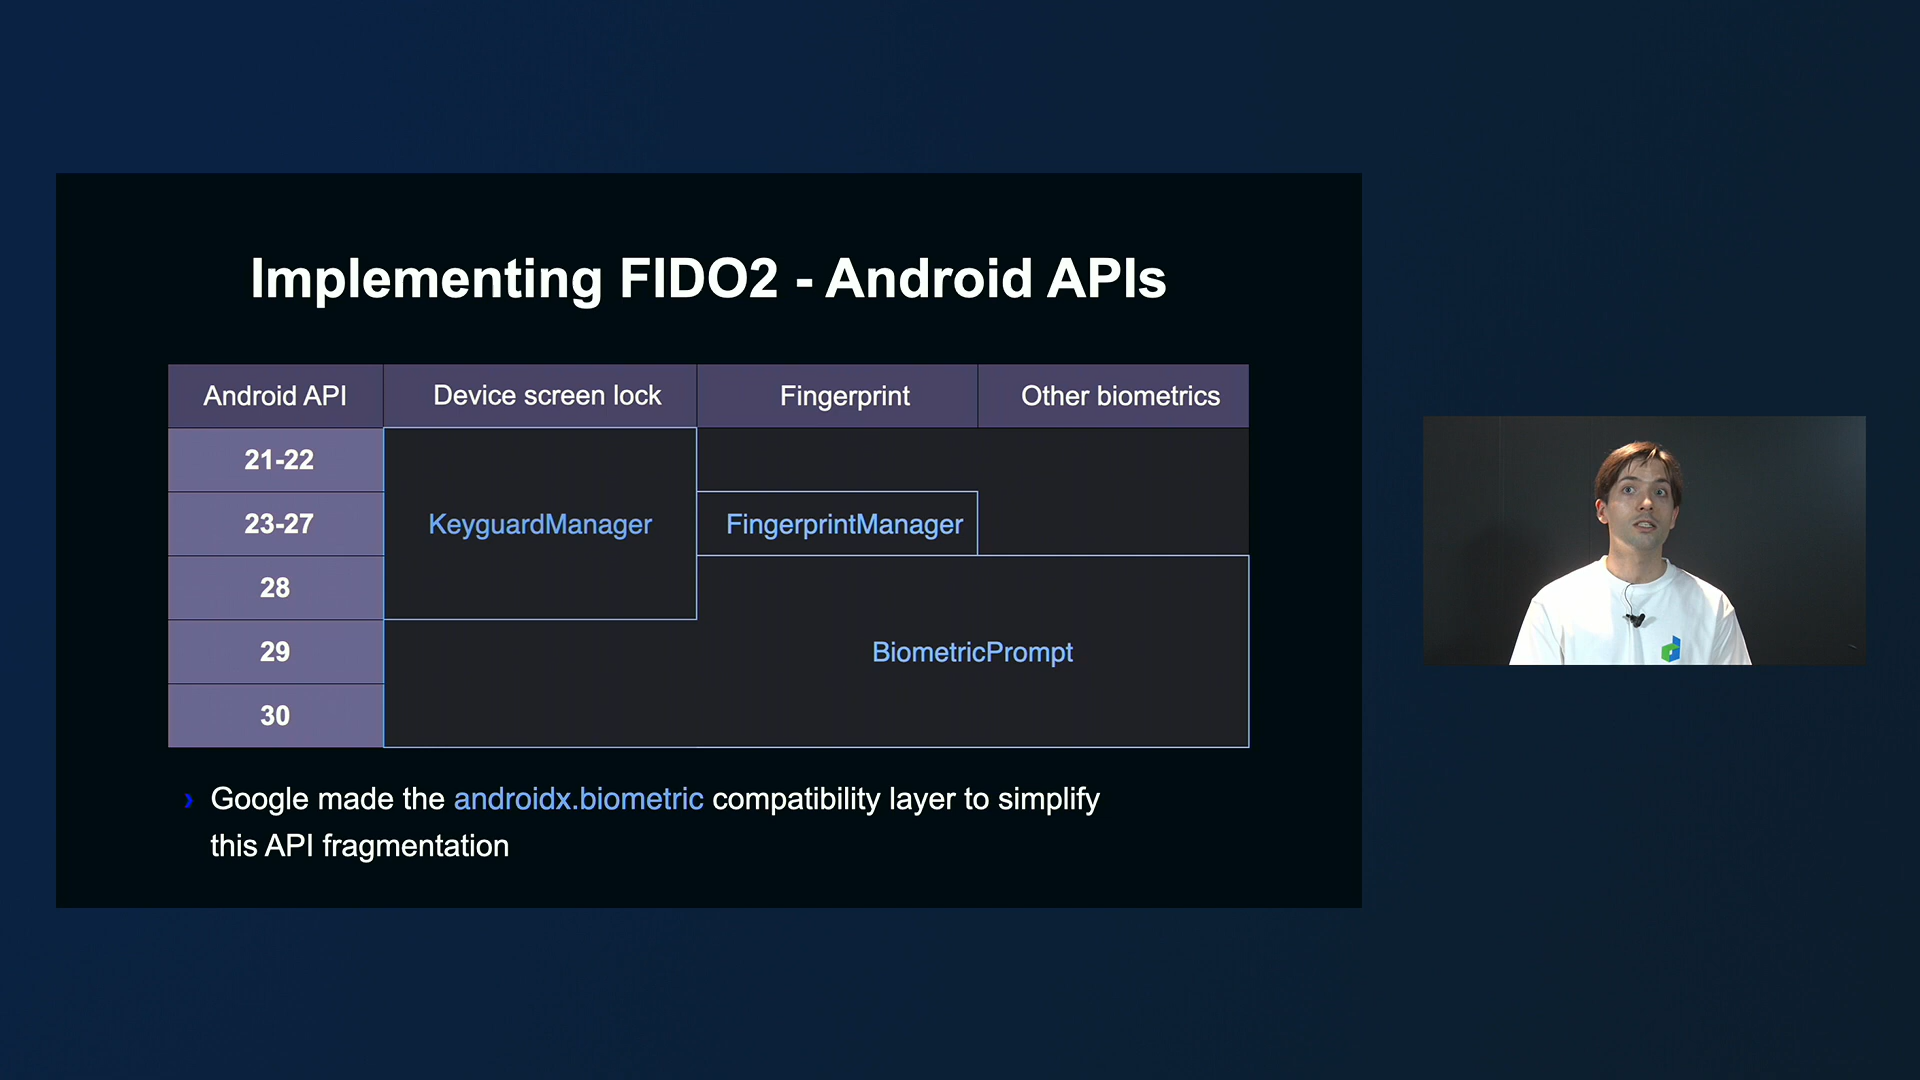 Implementing FIDO2 - Android APIs
Android API
Device screen lock
Fingerprint
Other biometrics
21-22
23-27
KeyguardManager
FingerprintManager
28
29
BiometricPrompt
30
› Google made the androidx.biometric compatibility layer to simplify
this API fragmentation